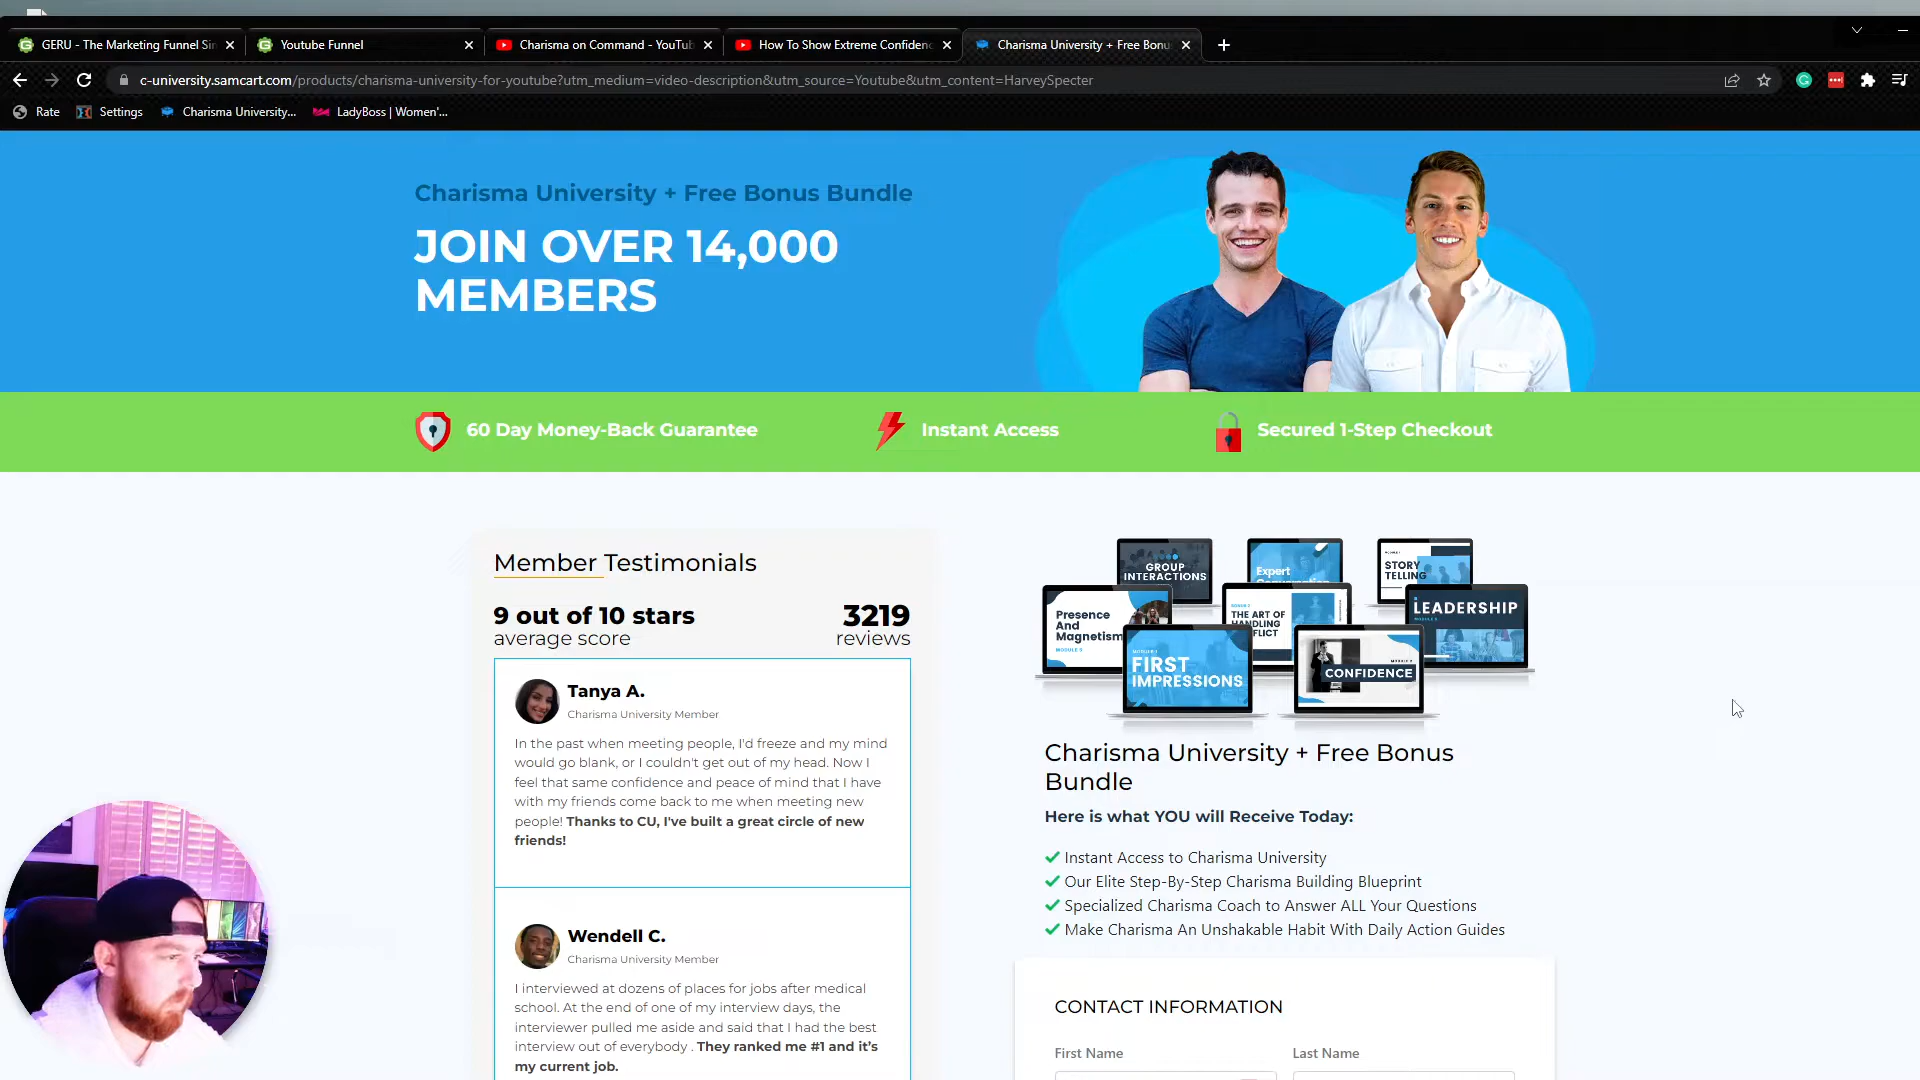 GERU - The Marketing Funnel Sin
Youtube Funnel
Charisma on Command - YouTub
How To Show Extreme Confidenc
Charisma University + Free Bonu
c-university.samcart.com/products/charisma-university-for-youtube?utm_medium=video-description&utm_source=Youtube&utm_content=HarveySpecter
Rate
Settings
Charisma University...
LadyBoss | Women'...
Charisma University + Free Bonus Bundle
JOIN OVER 14,000
MEMBERS
60 Day Money-Back Guarantee
Instant Access
Secured 1-Step Checkout
Member Testimonials
9 out of 10 stars
average score
3219
reviews
Tanya A.
Charisma University Member
In the past when meeting people, I'd freeze and my mind
would go blank, or I couldn't get out of my head. Now I
feel that same confidence and peace of mind that I have
with my friends come back to me when meeting new
people! Thanks to CU, I've built a great circle of new
friends!
Wendell C.
Charisma University Member
I interviewed at dozens of places for jobs after medical
school. At the end of one of my interview days, the
interviewer pulled me aside and said that I had the best
interview out of everybody . They ranked me #1 and it's
my current job.
GROUP
INTERACTIONS
Expert
STORY
TELLING
Presence
And
Magnetism
THE ART OF
HANDLING
LEADERSHIP
FIRST
IMPRESSIONS
CONFIDENCE
Charisma University + Free Bonus
Bundle
Here is what YOU will Receive Today:
Instant Access to Charisma University
Our Elite Step-By-Step Charisma Building Blueprint
Specialized Charisma Coach to Answer ALL Your Questions
Make Charisma An Unshakable Habit With Daily Action Guides
CONTACT INFORMATION
First Name
Last Name